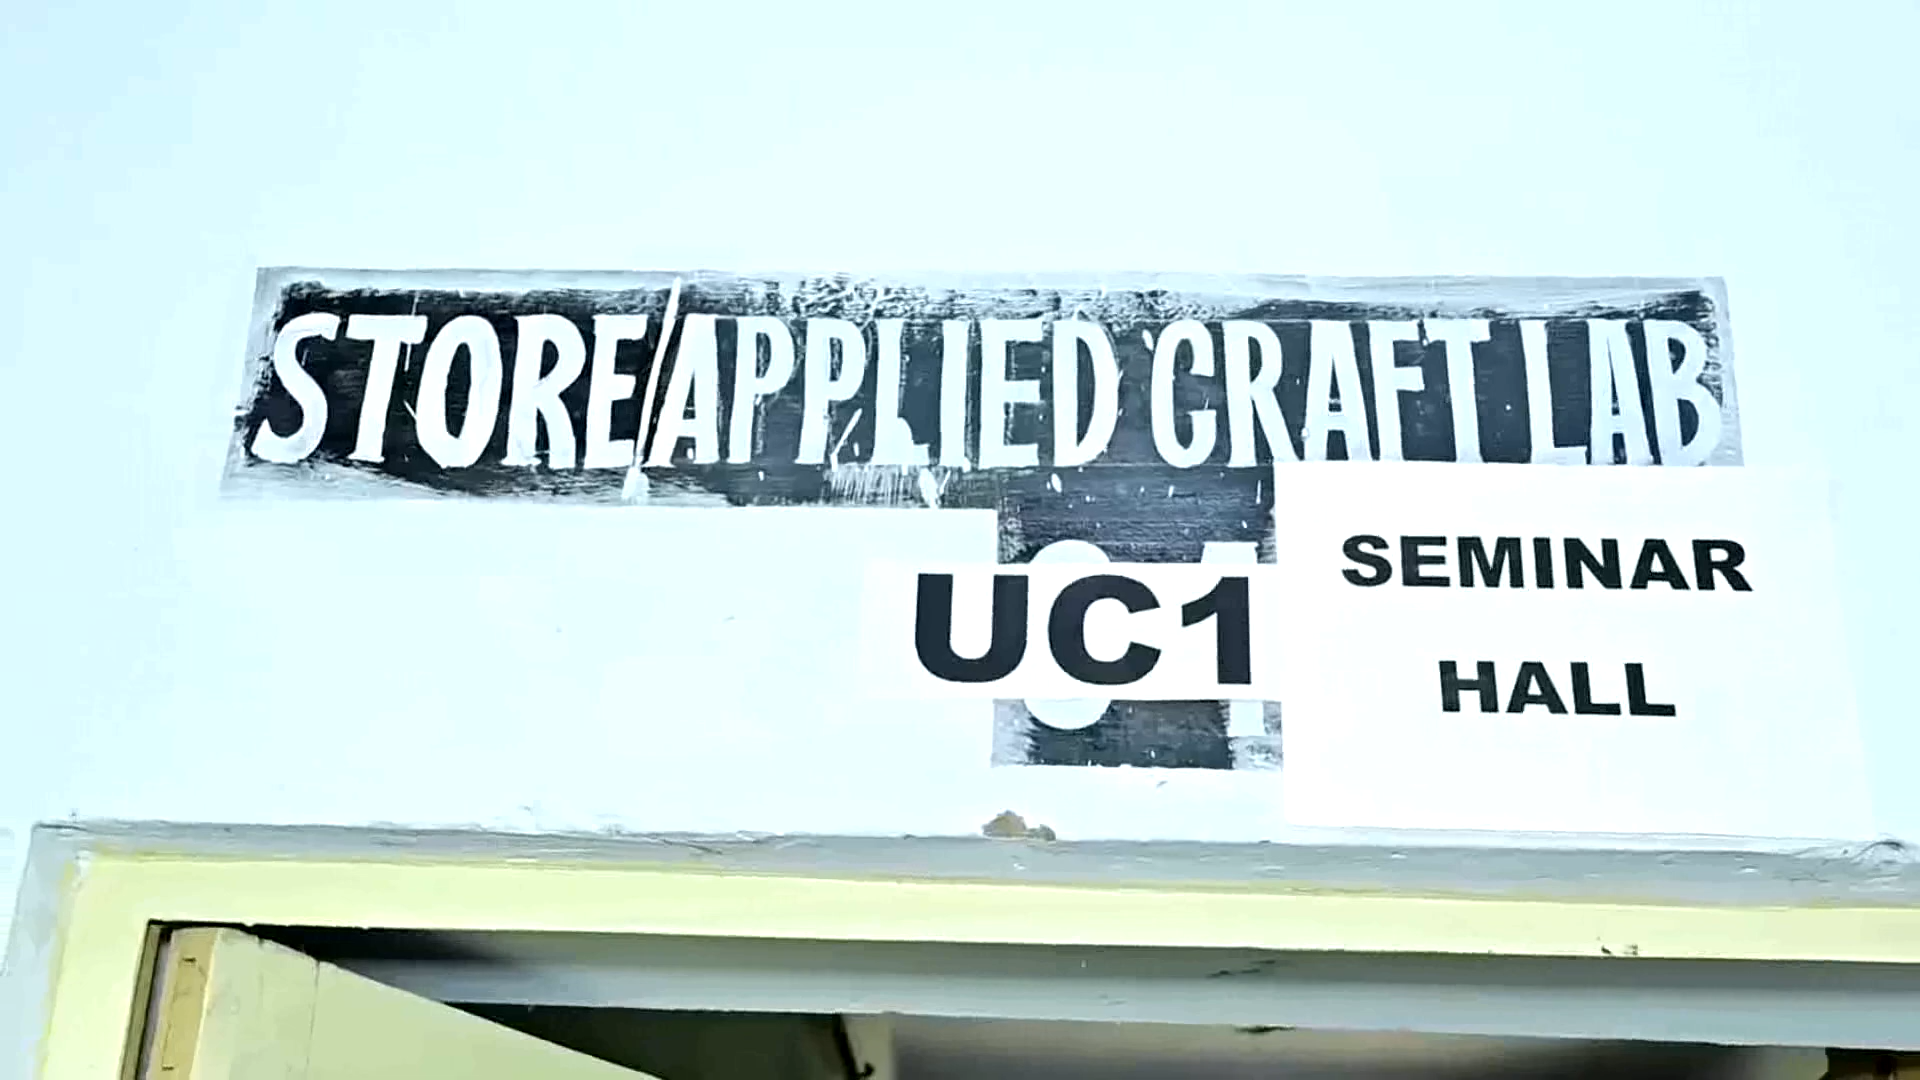 STORE/APPLIED CRAFT LAB
UC1
SEMINAR
HALL